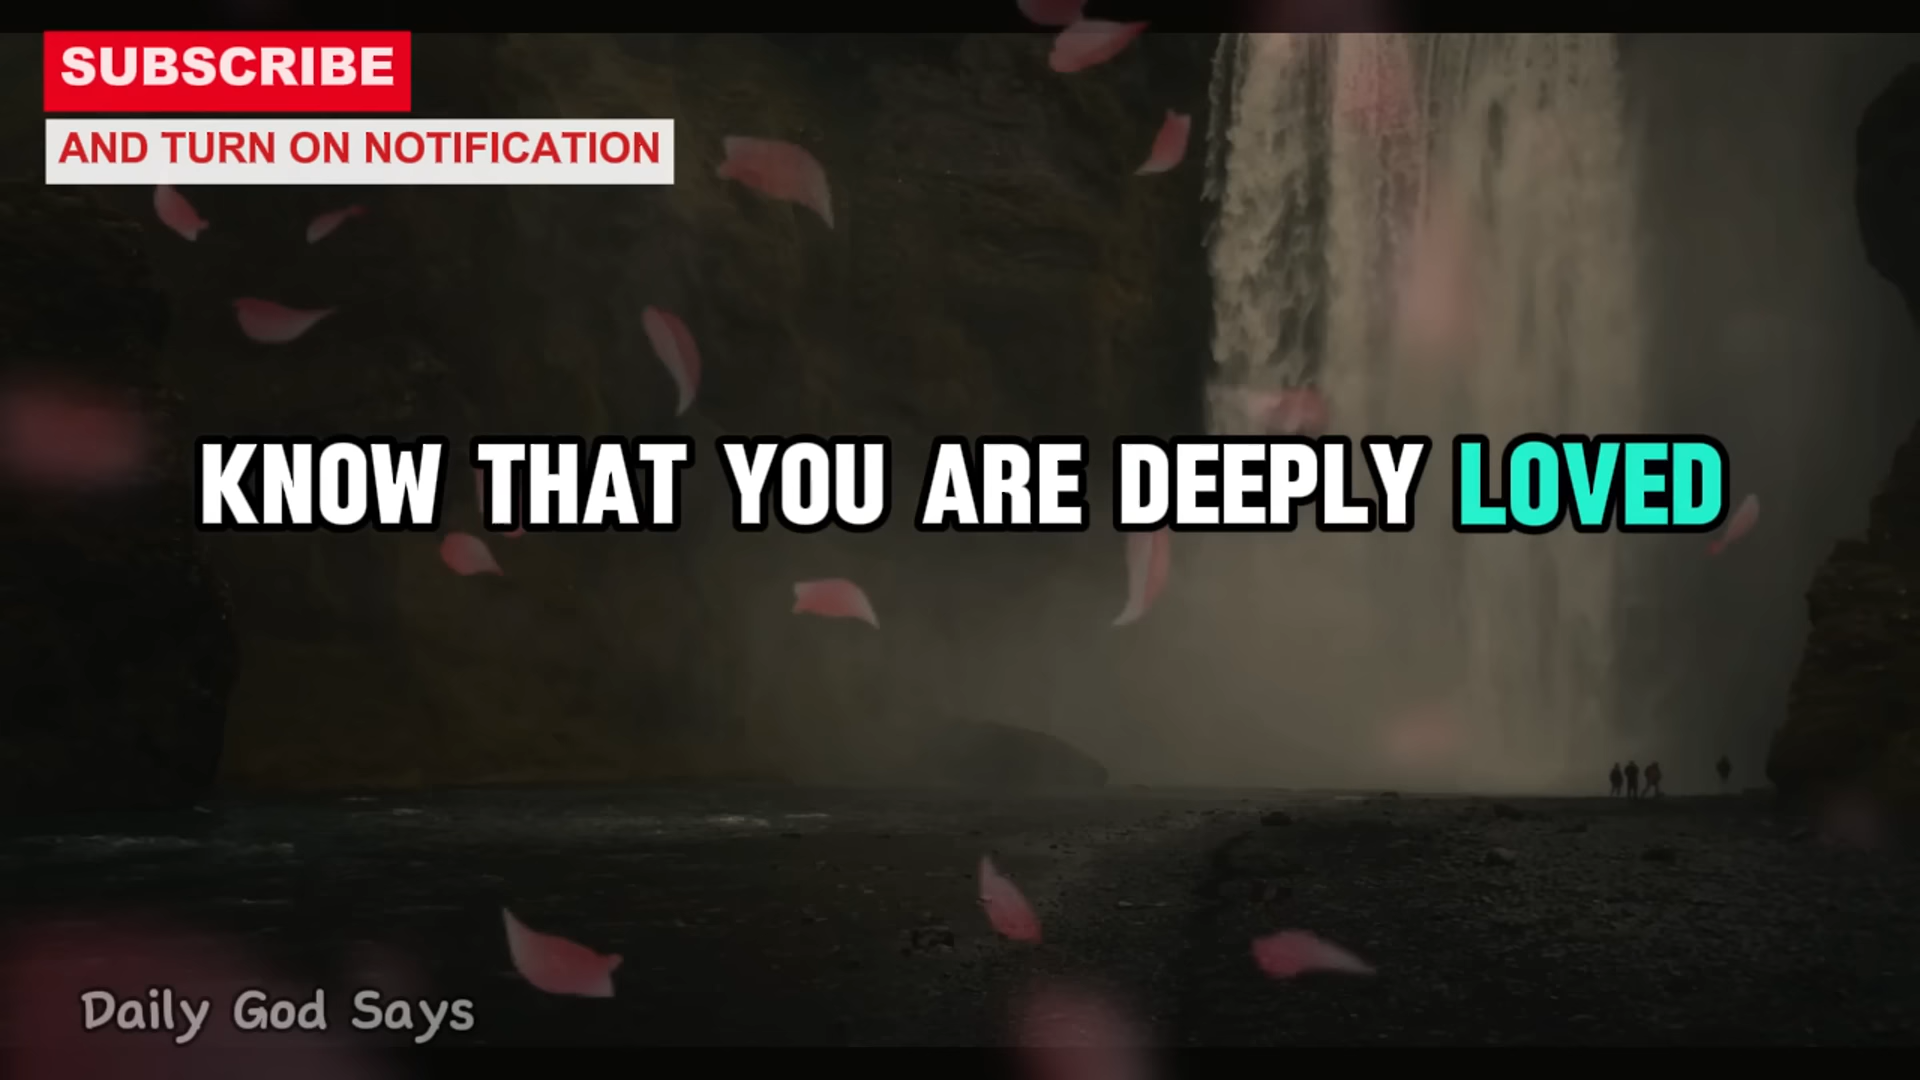 SUBSCRIBE
AND TURN ON NOTIFICATION
KNOW THAT YOU ARE DEEPLY LOVED
Daily God Says